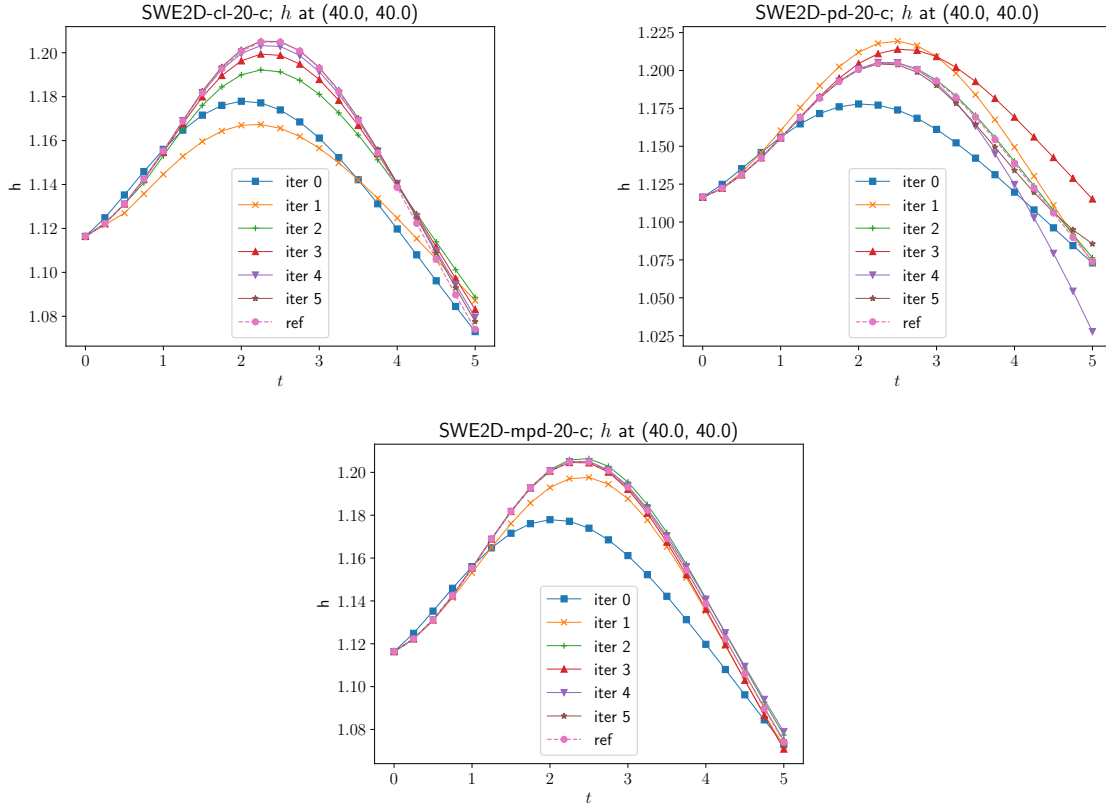 SWE2D-cl-20-c; h at (40.0, 40.0)
1.20
1.18
1.16
1.14
1.12
1.10
1.08
h
iter 0
iter 1
iter 2
iter 3
iter 4
iter 5
ref
0 1 2 3 4 5
t
SWE2D-pd-20-c; h at (40.0, 40.0)
1.225
1.200
1.175
1.150
1.125
1.100
1.075
1.050
1.025
h
iter 0
iter 1
iter 2
iter 3
iter 4
iter 5
ref
0 1 2 3 4 5
t
SWE2D-mpd-20-c; h at (40.0, 40.0)
1.20
1.18
1.16
1.14
1.12
1.10
1.08
h
iter 0
iter 1
iter 2
iter 3
iter 4
iter 5
ref
0 1 2 3 4 5
t